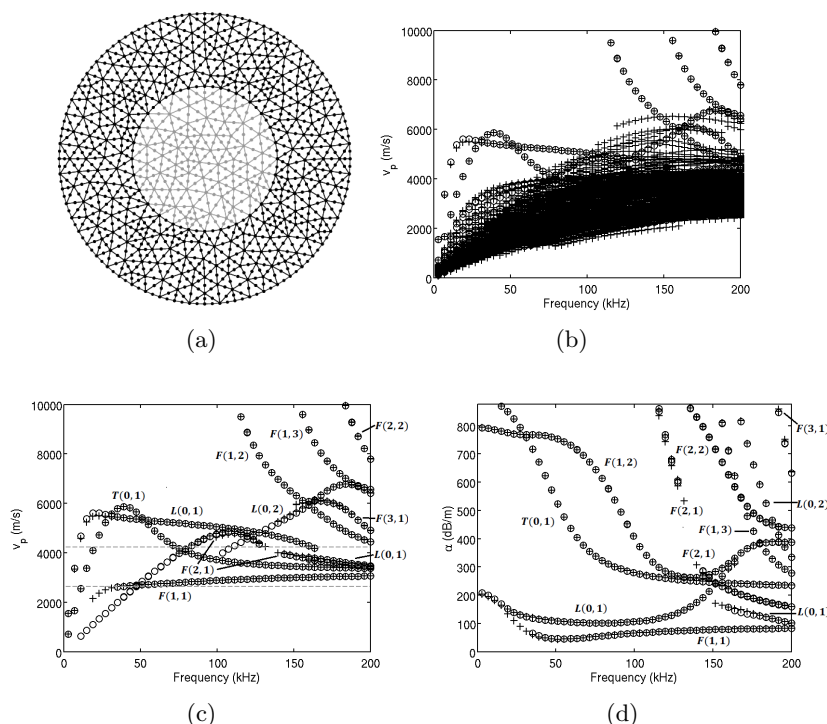 (a)
10000
8000
6000
4000
2000
0
v_p (m/s)
0 50 100 150 200
Frequency (kHz)
(b)
10000
8000
6000
4000
2000
0
v_p (m/s)
0 50 100 150 200
Frequency (kHz)
T(0,1)
L(0,1)
F(1,2)
F(1,3)
F(2,2)
L(0,2)
F(3,1)
L(0,1)
F(2,1)
F(1,1)
(c)
800
700
600
500
400
300
200
100
0
α (dB/m)
0 50 100 150 200
Frequency (kHz)
F(3,1)
F(2,2)
F(1,2)
F(2,1)
L(0,2)
T(0,1)
F(1,3)
F(2,1)
L(0,1)
L(0,1)
F(1,1)
(d)